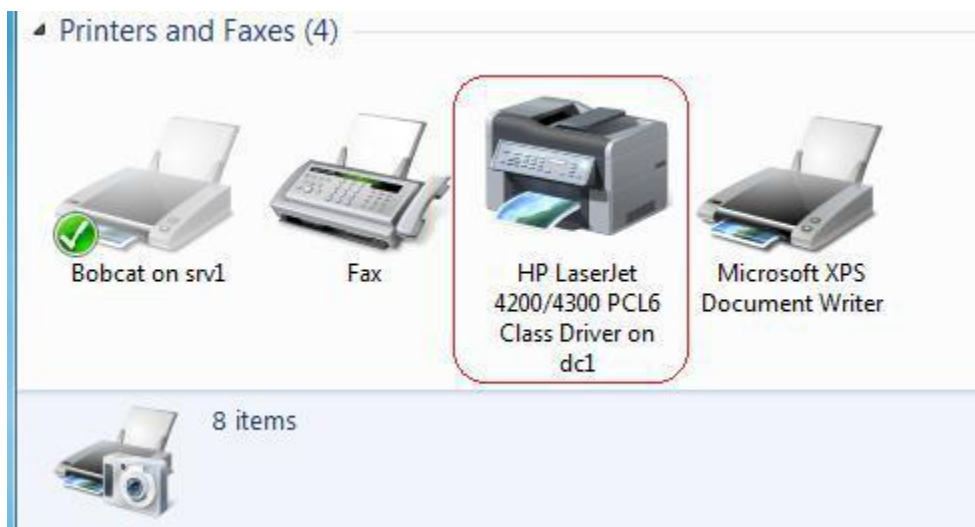 Printers and Faxes (4)
Bobcat on srv1
Fax
HP LaserJet
4200/4300 PCL6
Class Driver on
dc1
Microsoft XPS
Document Writer
8 items